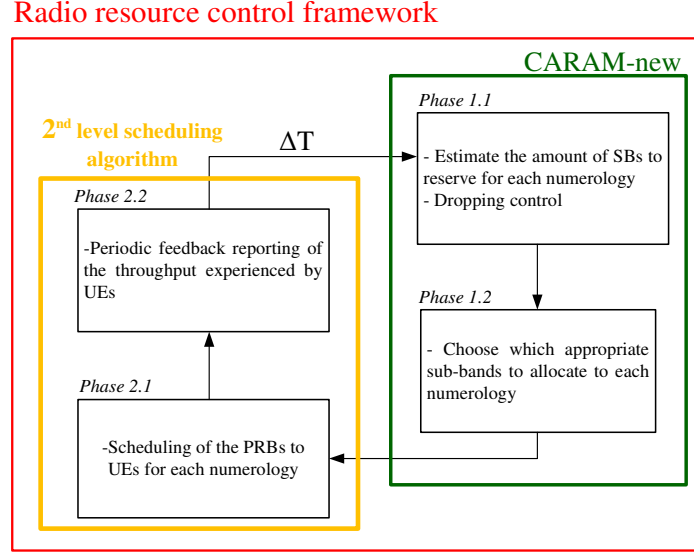 Radio resource control framework
CARAM-new
Phase 1.1
- Estimate the amount of SBs to
reserve for each numerology
- Dropping control
2nd level scheduling
algorithm
ΔT
Phase 2.2
-Periodic feedback reporting of
the throughput experienced by
UEs
Phase 1.2
- Choose which appropriate
sub-bands to allocate to each
numerology
Phase 2.1
-Scheduling of the PRBs to
UEs for each numerology